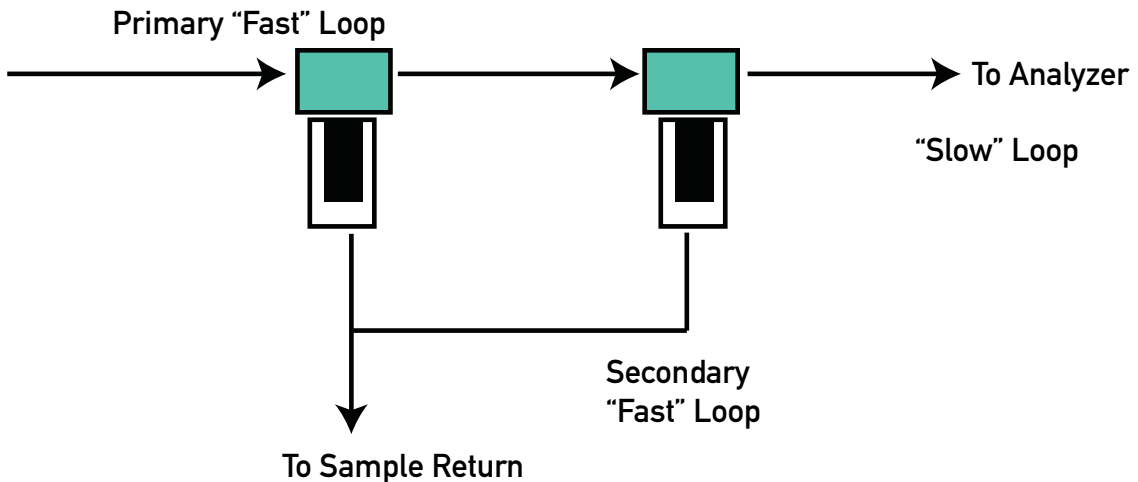 Primary “Fast” Loop
To Analyzer
“Slow” Loop
Secondary
“Fast” Loop
To Sample Return